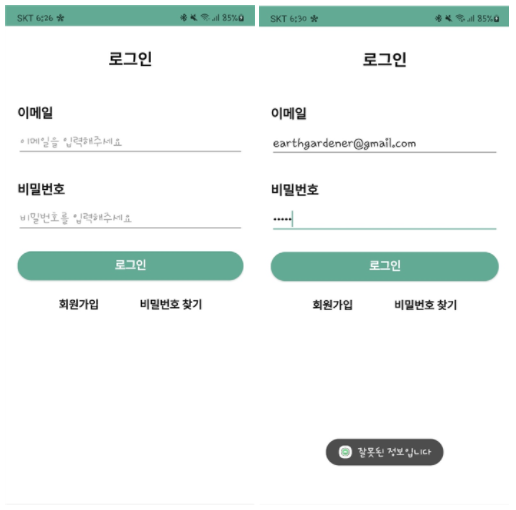 SKT 6:26
85%
로그인
이메일
이메일을 입력해주세요
비밀번호
비밀번호를 입력해주세요
로그인
회원가입 비밀번호 찾기
SKT 6:30
85%
로그인
이메일
earthgardener@gmail.com
비밀번호
•••••
로그인
회원가입 비밀번호 찾기
잘못된 정보입니다